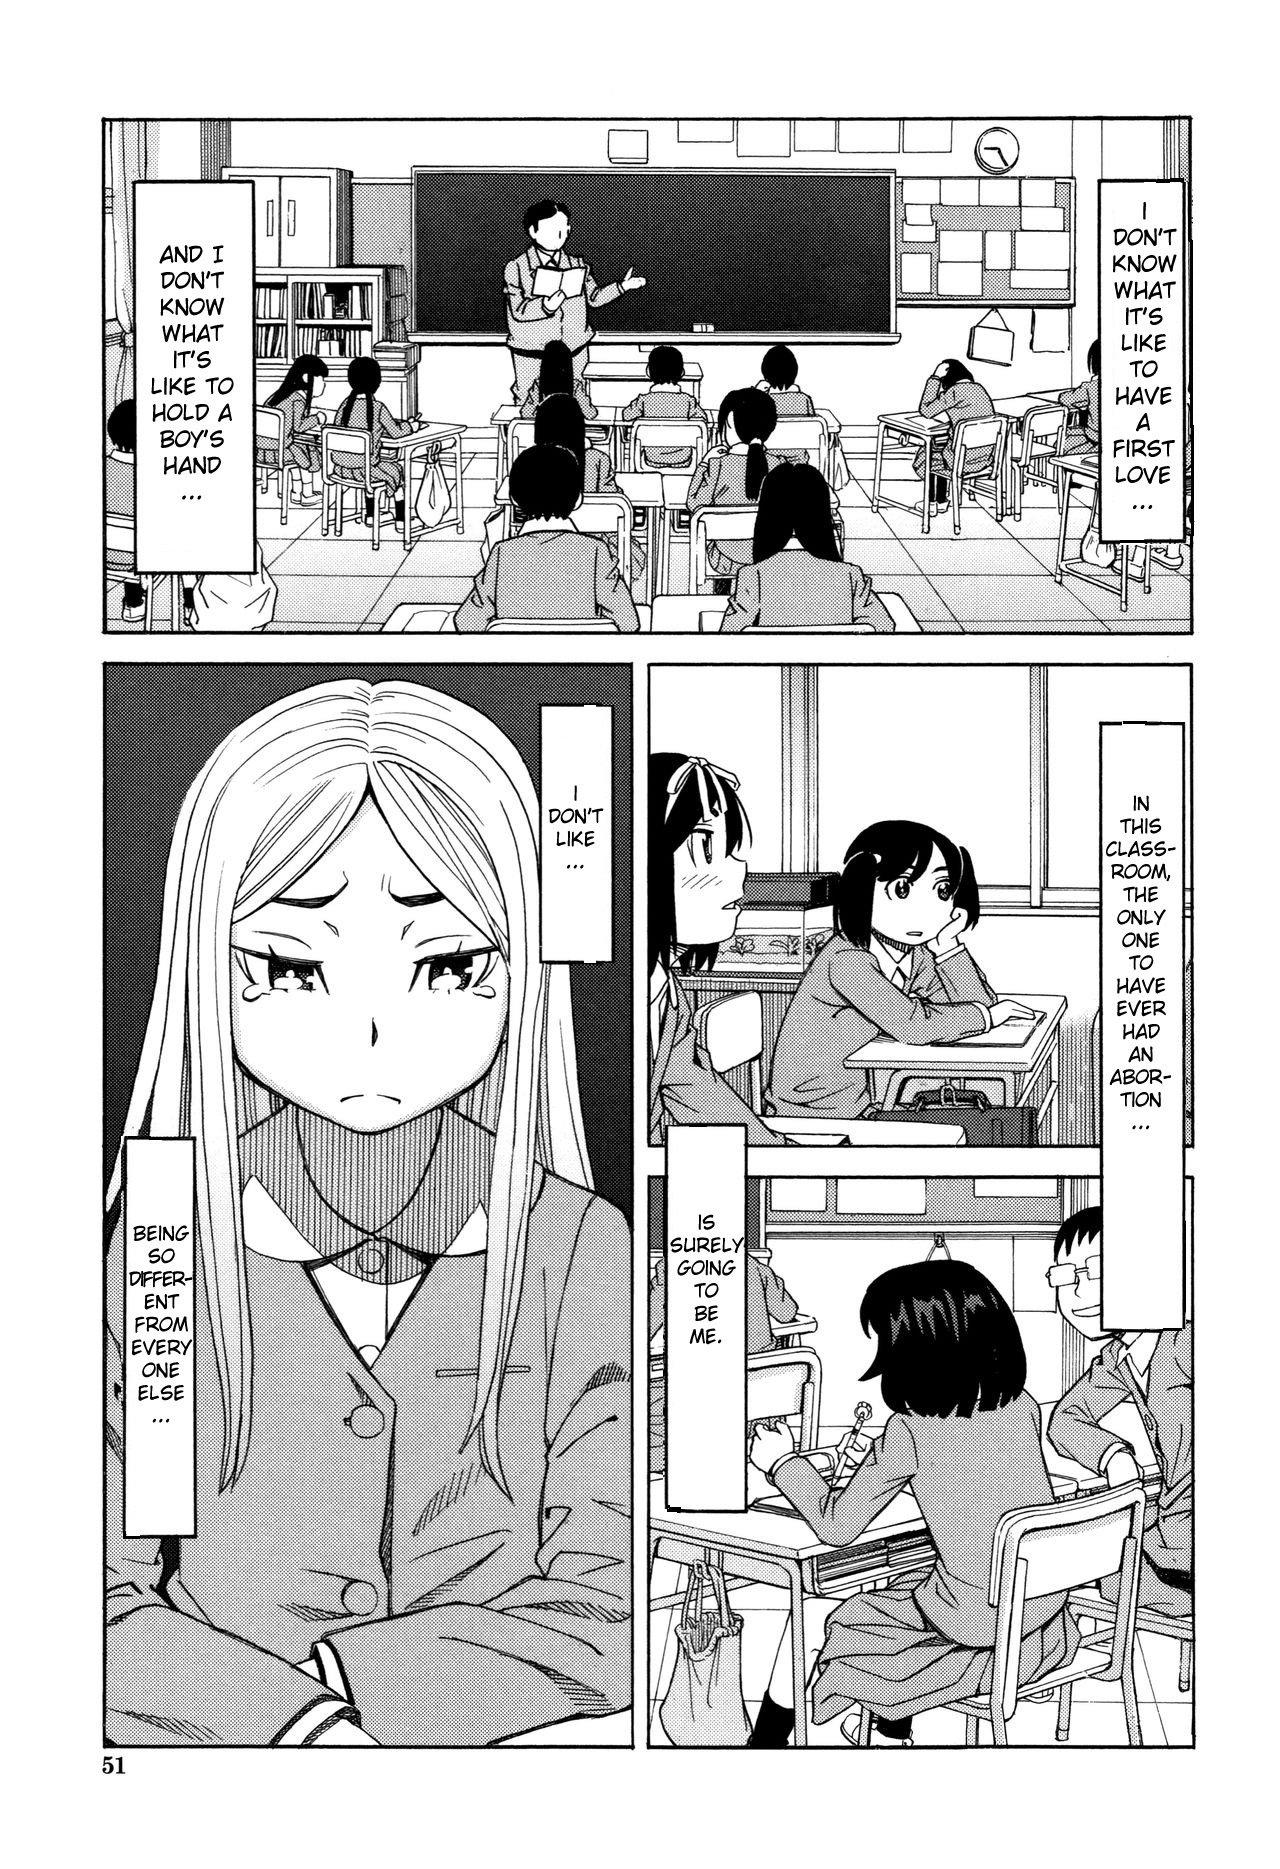 I
DON'T
KNOW
WHAT
IT'S
LIKE
TO
HAVE
A
FIRST
LOVE
...
AND I
DON'T
KNOW
WHAT
IT'S
LIKE TO
HOLD A
BOY'S
HAND
...
IN
THIS
CLASS-
ROOM,
THE
ONLY
ONE
TO
HAVE
EVER
HAD
AN
ABOR-
TION
...
IS
SURELY
GOING
TO
BE
ME.
I
DON'T
LIKE
...
BEING
SO
DIFFER-
ENT
FROM
EVERY
ONE
ELSE
...
51